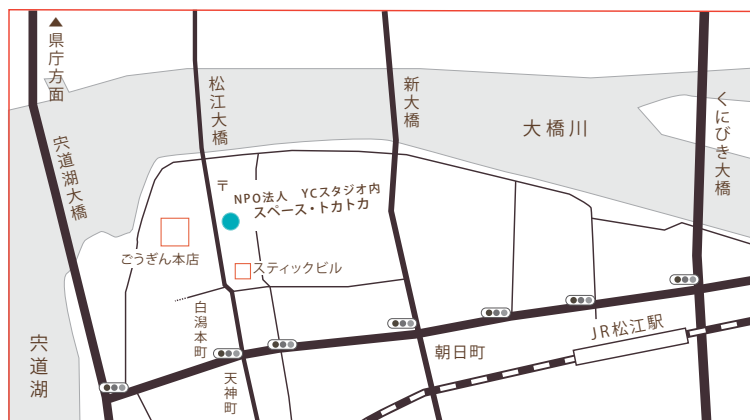 ▲県庁方面
松江大橋
新大橋
くにびき大橋
大橋川
宍道湖大橋
〒
NPO法人 YCスタジオ内
スペース・トカトカ
ごうぎん本店
スティックビル
白潟本町
朝日町
JR松江駅
宍道湖
天神町